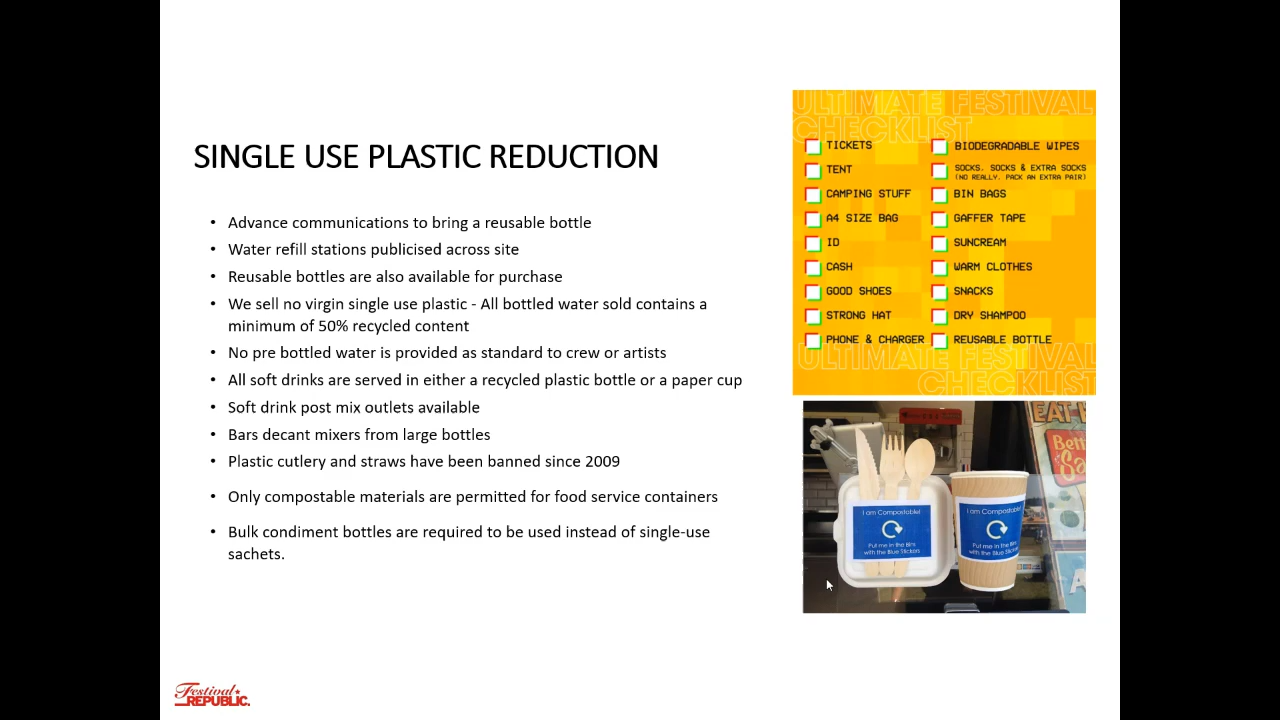 SINGLE USE PLASTIC REDUCTION
• Advance communications to bring a reusable bottle
• Water refill stations publicised across site
• Reusable bottles are also available for purchase
• We sell no virgin single use plastic - All bottled water sold contains a
minimum of 50% recycled content
• No pre bottled water is provided as standard to crew or artists
• All soft drinks are served in either a recycled plastic bottle or a paper cup
• Soft drink post mix outlets available
• Bars decant mixers from large bottles
• Plastic cutlery and straws have been banned since 2009
• Only compostable materials are permitted for food service containers
• Bulk condiment bottles are required to be used instead of single-use
sachets.
ULTIMATE FESTIVAL
CHECKLIST
TICKETS
TENT
CAMPING STUFF
A4 SIZE BAG
ID
CASH
GOOD SHOES
STRONG HAT
PHONE & CHARGER
BIODEGRADABLE WIPES
SOCKS, SOCKS & EXTRA SOCKS
(NO REALLY, PACK AN EXTRA PAIR)
BIN BAGS
GAFFER TAPE
SUNCREAM
WARM CLOTHES
SNACKS
DRY SHAMPOO
REUSABLE BOTTLE
ULTIMATE FESTIVAL
CHECKLIST
EAT
I am Compostable!
Put me in the Bins
with the Blue Stickers
I am Compostable!
Put me in the Bins
with the Blue Stick
Festival
REPUBLIC.